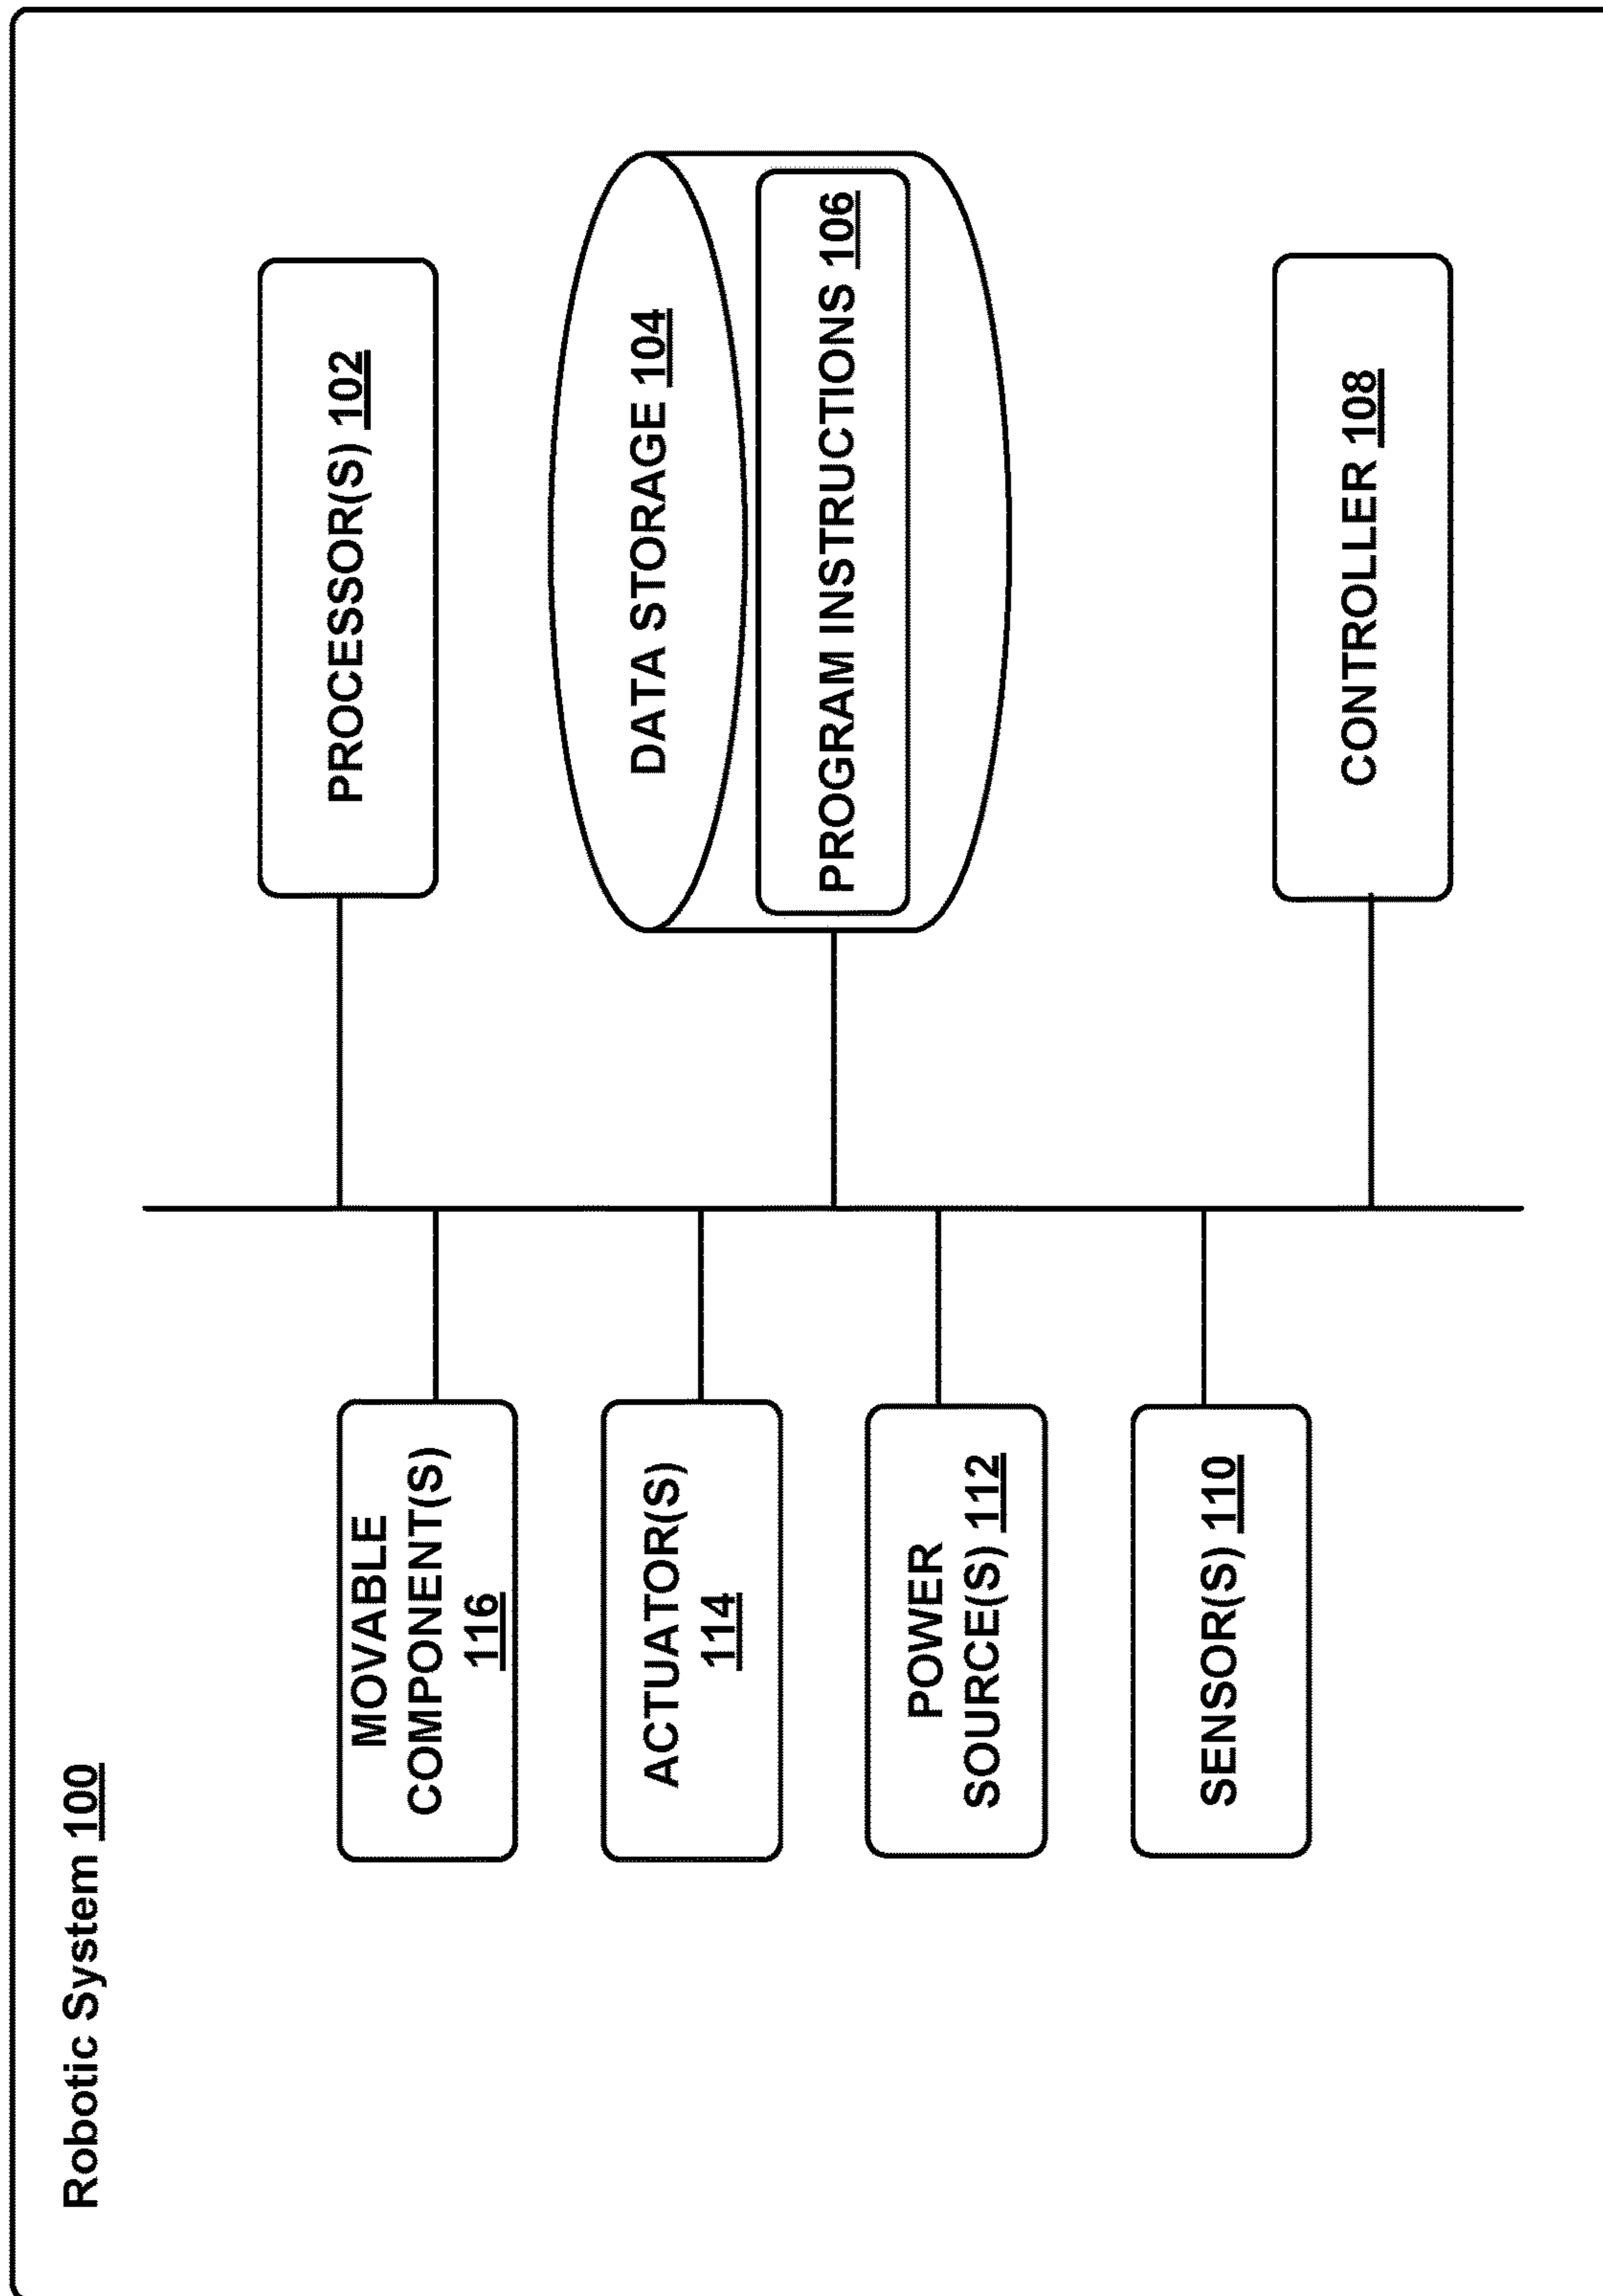 Robotic System 100
MOVABLE
COMPONENT(S)
116
ACTUATOR(S)
114
POWER
SOURCE(S) 112
SENSOR(S) 110
PROCESSOR(S) 102
DATA STORAGE 104
PROGRAM INSTRUCTIONS 106
CONTROLLER 108